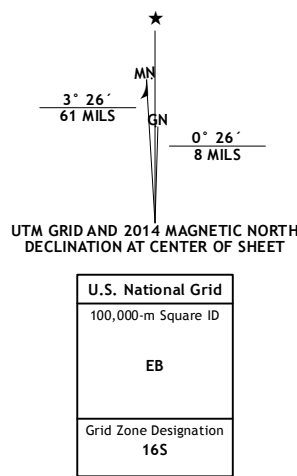 ★
MN
3° 26´
61 MILS
GN
0° 26´
8 MILS
UTM GRID AND 2014 MAGNETIC NORTH
DECLINATION AT CENTER OF SHEET
U.S. National Grid
100,000-m Square ID
EB
Grid Zone Designation
16S